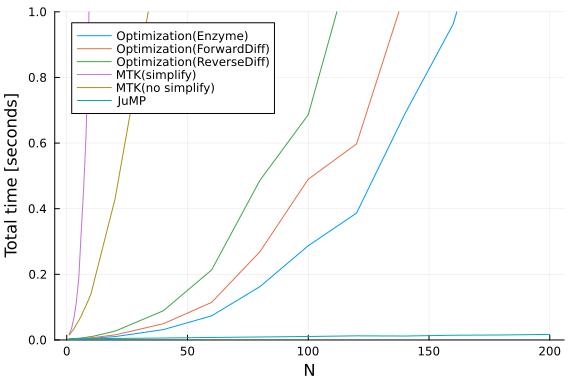 1.0
0.8
0.6
0.4
0.2
0.0
Total time [seconds]
Optimization(Enzyme)
Optimization(ForwardDiff)
Optimization(ReverseDiff)
MTK(simplify)
MTK(no simplify)
JuMP
0 50 100 150 200
N